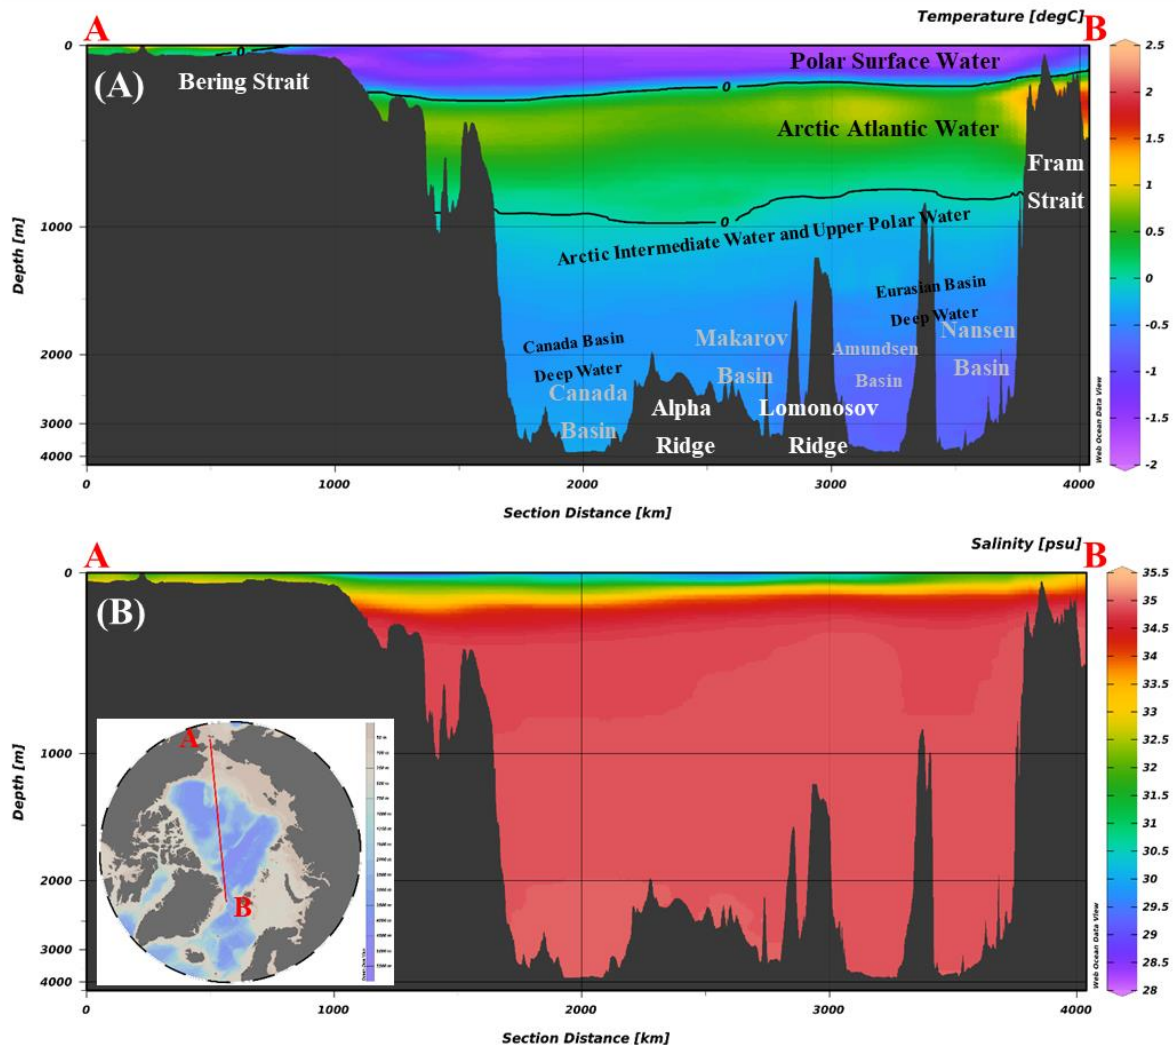 A
Temperature [degC]
B
0
(A)
Bering Strait
0
Polar Surface Water
0
Arctic Atlantic Water
Fram
Strait
1000
0
Arctic Intermediate Water and Upper Polar Water
Eurasian Basin
Deep Water
Canada Basin
Deep Water
2000
Makarov
Basin
Amundsen
Basin
Nansen
Basin
Canada
Basin
Alpha
Ridge
Lomonosov
Ridge
3000
4000
Depth [m]
Web Ocean Data View
0
1000
2000
3000
4000
Section Distance [km]
2.5
2
1.5
1
0.5
0
-0.5
-1
-1.5
-2
A
Salinity [psu]
B
0
(B)
1000
2000
3000
4000
Depth [m]
A
B
Web Ocean Data View
0
1000
2000
3000
4000
Section Distance [km]
35.5
35
34.5
34
33.5
33
32.5
32
31.5
31
30.5
30
29.5
29
28.5
28